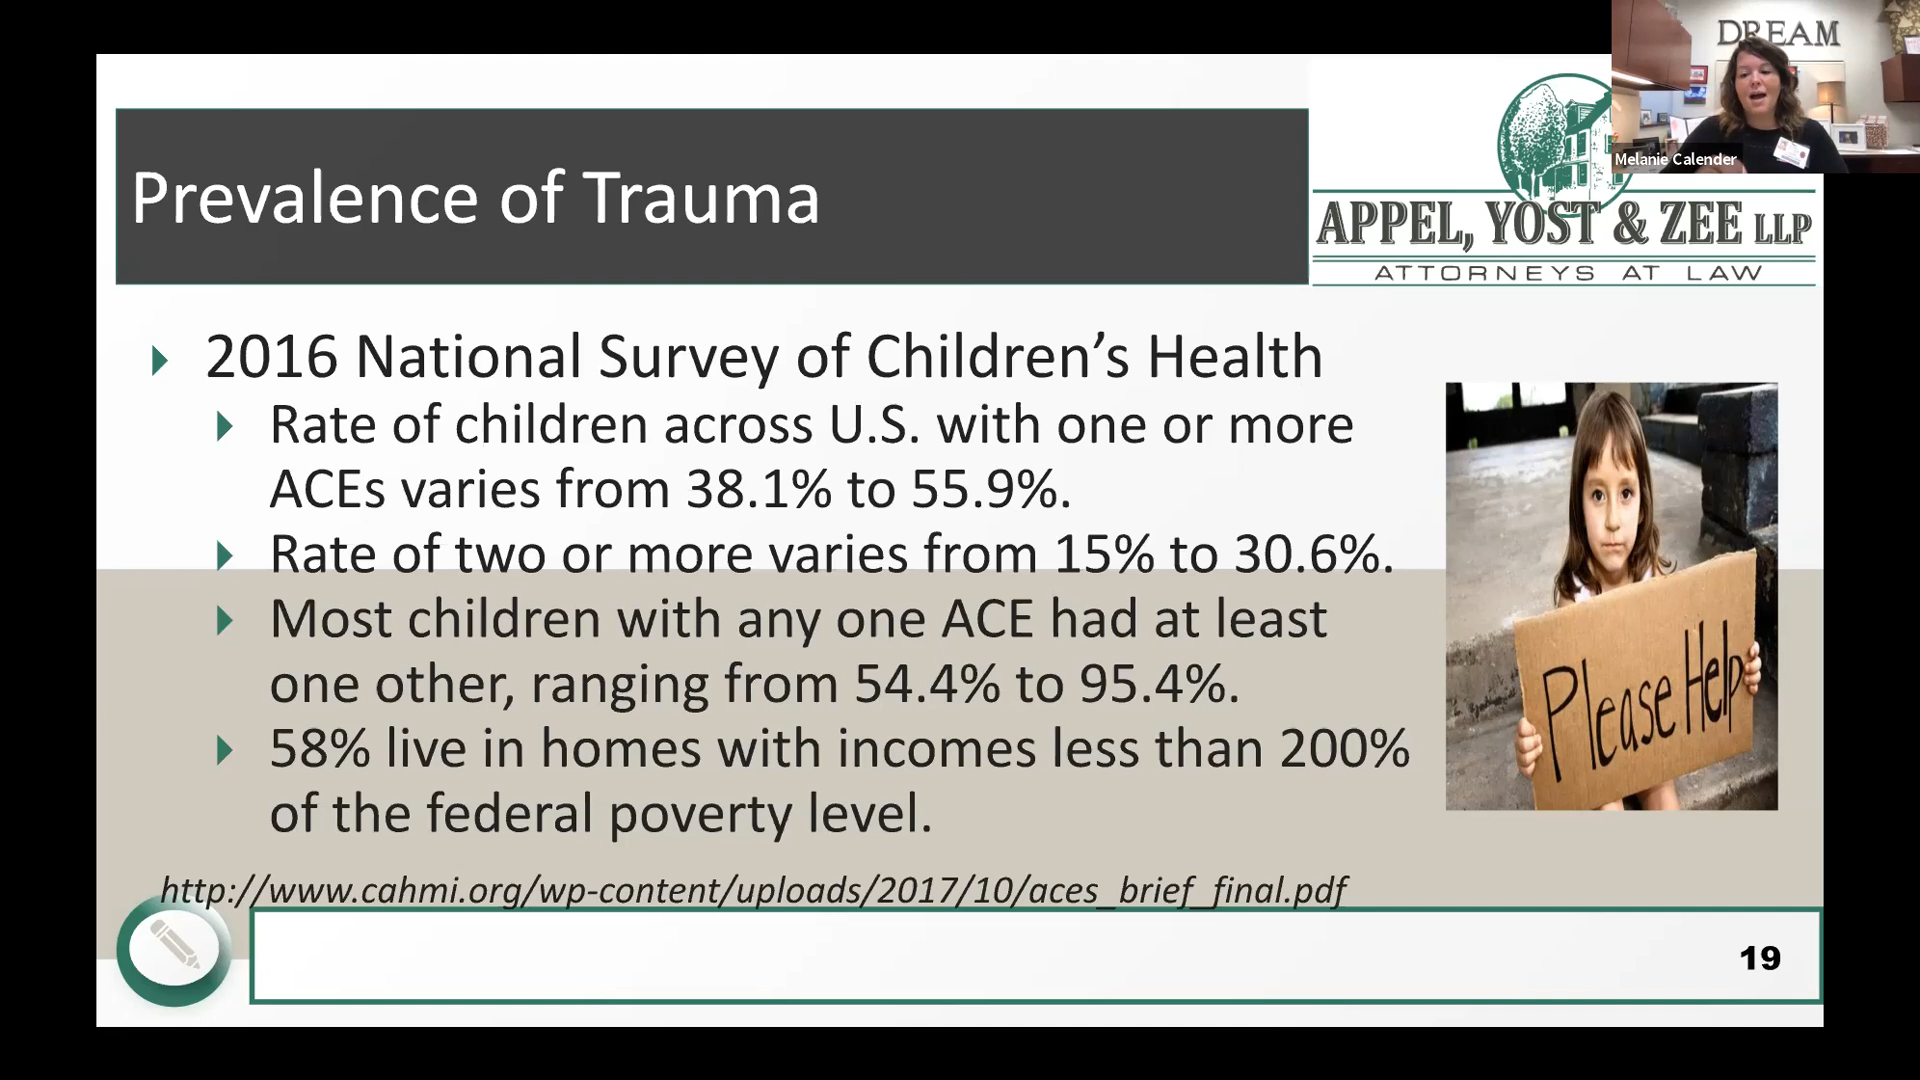 DREAM
Melanie Calender
Prevalence of Trauma
APPEL, YOST & ZEE LLP
ATTORNEYS AT LAW
2016 National Survey of Children’s Health
Rate of children across U.S. with one or more
ACEs varies from 38.1% to 55.9%.
Rate of two or more varies from 15% to 30.6%.
Most children with any one ACE had at least
one other, ranging from 54.4% to 95.4%.
58% live in homes with incomes less than 200%
of the federal poverty level.
Please Help
http://www.cahmi.org/wp-content/uploads/2017/10/aces_brief_final.pdf
19